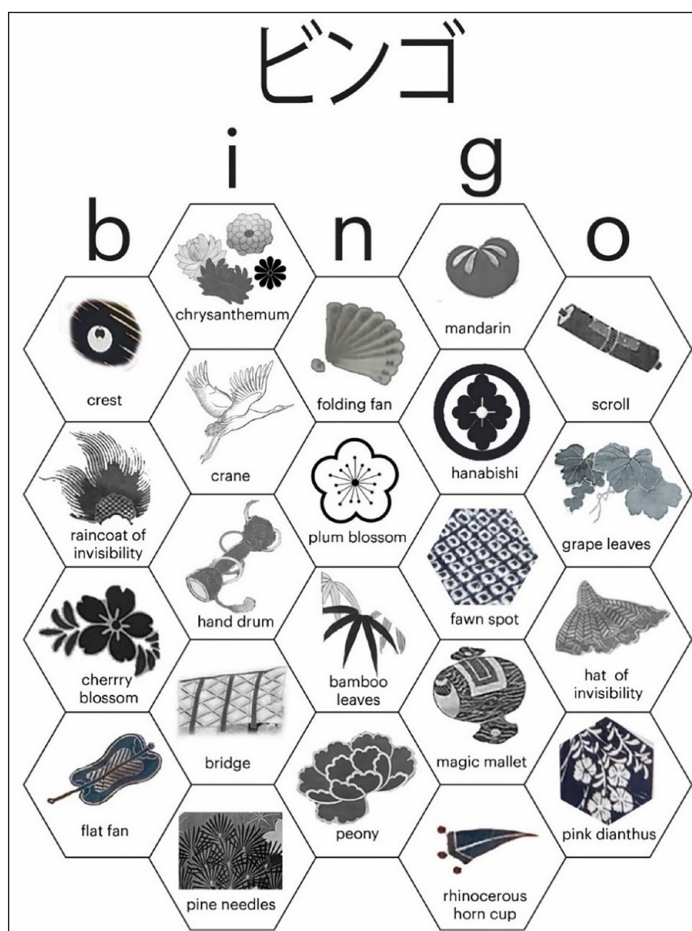 ビンゴ
b i n g o
chrysanthemum
mandarin
crest
folding fan
scroll
crane
hanabishi
raincoat of
invisibility
plum blossom
grape leaves
hand drum
fawn spot
cherrry
blossom
bamboo
leaves
hat of
invisibility
bridge
magic mallet
flat fan
peony
pink dianthus
pine needles
rhinocerous
horn cup